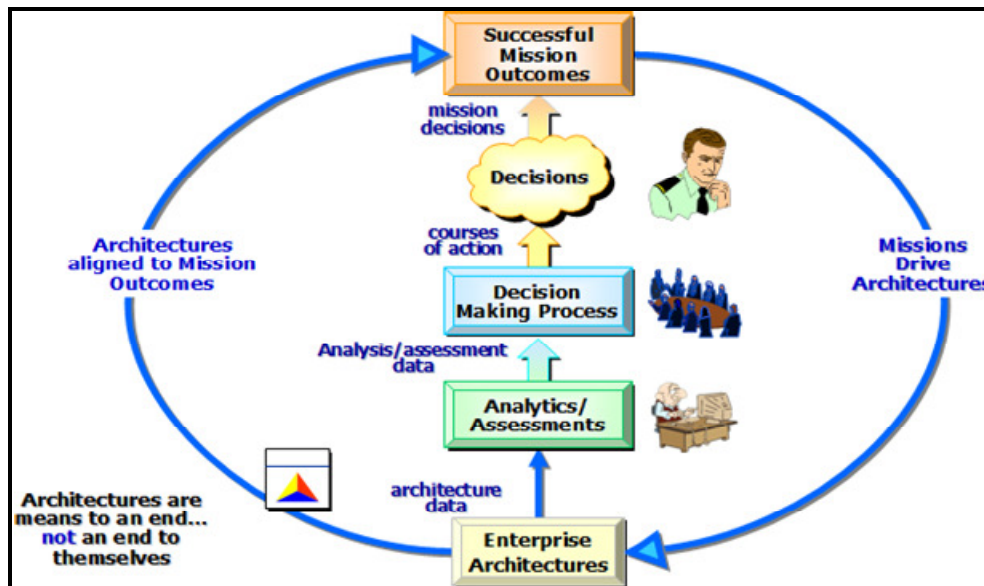 Successful
Mission
Outcomes
mission
decisions
Decisions
courses
of action
Architectures
aligned to Mission
Outcomes
Missions
Drive
Architectures
Decision
Making Process
Analysis/assessment
data
Analytics/
Assessments
architecture
data
Architectures are
means to an end...
not an end to
themselves
Enterprise
Architectures